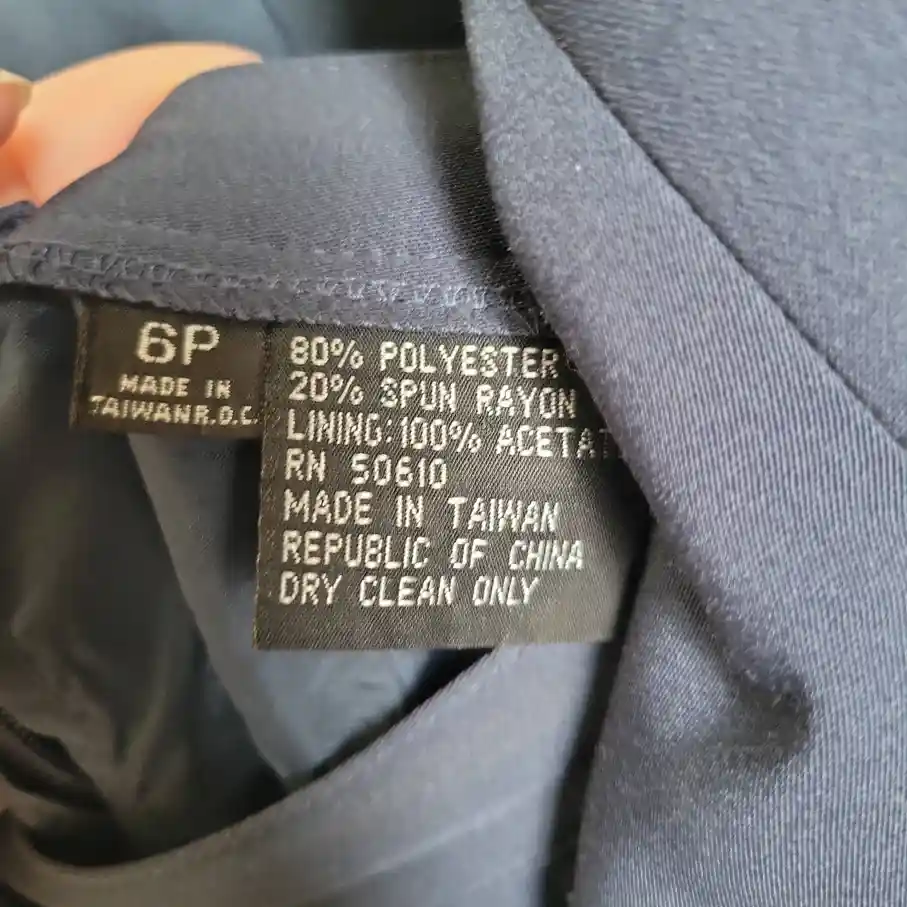 6P
MADE IN
TAIWAN R.O.C.
80% POLYESTER
20% SPUN RAYON
LINING: 100% ACETAT
RN 50610
MADE IN TAIWAN
REPUBLIC OF CHINA
DRY CLEAN ONLY